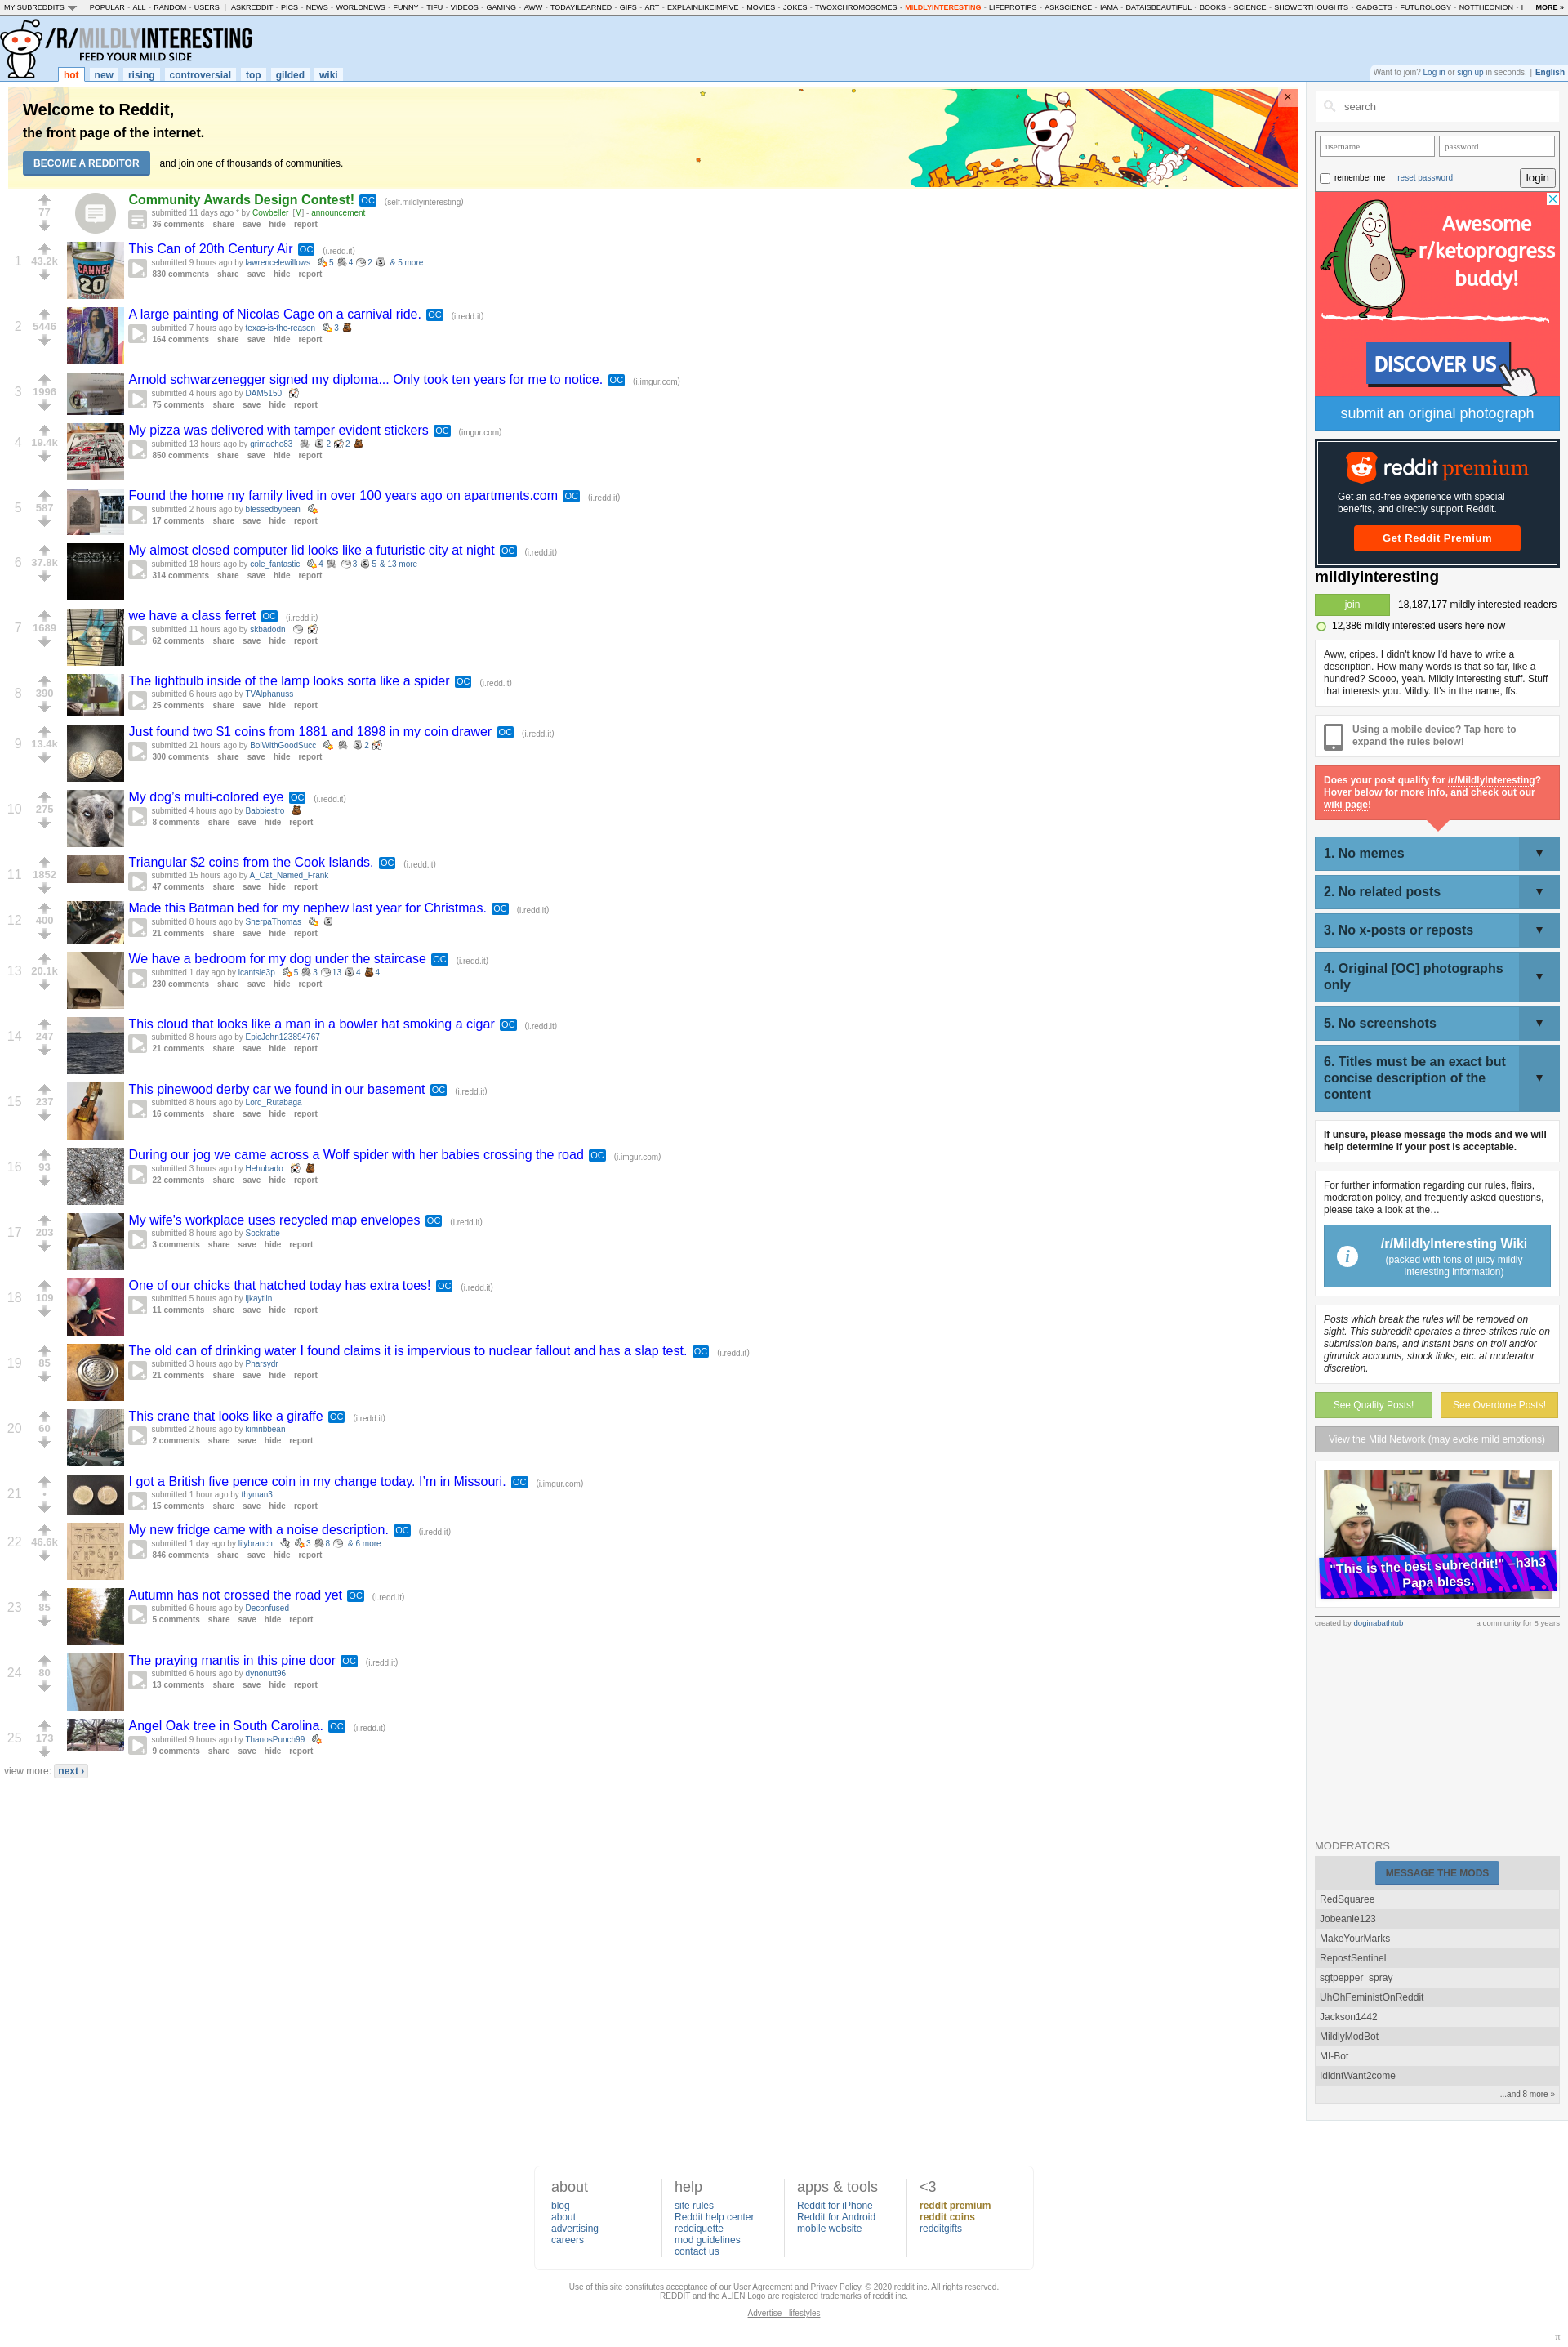 MY SUBREDDITS POPULAR - ALL - RANDOM - USERS | ASKREDDIT - PICS - NEWS - WORLDNEWS - FUNNY - TIFU - VIDEOS - GAMING - AWW - TODAYILEARNED - GIFS - ART - EXPLAINLIKEIMFIVE - MOVIES - JOKES - TWOXCHROMOSOMES - MILDLYINTERESTING - LIFEPROTIPS - ASKSCIENCE - IAMA - DATAISBEAUTIFUL - BOOKS - SCIENCE - SHOWERTHOUGHTS - GADGETS - FUTUROLOGY - NOTTHEONION - MORE »
/R/MILDLYINTERESTING
FEED YOUR MILD SIDE
hot new rising controversial top gilded wiki
Want to join? Log in or sign up in seconds. | English
Welcome to Reddit,
the front page of the internet.
BECOME A REDDITOR and join one of thousands of communities.
77
Community Awards Design Contest! OC (self.mildlyinteresting)
submitted 11 days ago * by Cowbeller [M] - announcement
36 comments share save hide report
1 43.2k
This Can of 20th Century Air OC (i.redd.it)
submitted 9 hours ago by lawrencelewillows 5 4 2 & 5 more
830 comments share save hide report
CANNED
20
2 5446
A large painting of Nicolas Cage on a carnival ride. OC (i.redd.it)
submitted 7 hours ago by texas-is-the-reason 3
164 comments share save hide report
3 1996
Arnold schwarzenegger signed my diploma... Only took ten years for me to notice. OC (i.imgur.com)
submitted 4 hours ago by DAM5150
75 comments share save hide report
4 19.4k
My pizza was delivered with tamper evident stickers OC (imgur.com)
submitted 13 hours ago by grimache83 2 2
850 comments share save hide report
5 587
Found the home my family lived in over 100 years ago on apartments.com OC (i.redd.it)
submitted 2 hours ago by blessedbybean
17 comments share save hide report
6 37.8k
My almost closed computer lid looks like a futuristic city at night OC (i.redd.it)
submitted 18 hours ago by cole_fantastic 4 3 5 & 13 more
314 comments share save hide report
7 1689
we have a class ferret OC (i.redd.it)
submitted 11 hours ago by skbadodn
62 comments share save hide report
8 390
The lightbulb inside of the lamp looks sorta like a spider OC (i.redd.it)
submitted 6 hours ago by TVAlphanuss
25 comments share save hide report
9 13.4k
Just found two $1 coins from 1881 and 1898 in my coin drawer OC (i.redd.it)
submitted 21 hours ago by BoiWithGoodSucc 2
300 comments share save hide report
10 275
My dog’s multi-colored eye OC (i.redd.it)
submitted 4 hours ago by Babbiestro
8 comments share save hide report
11 1852
Triangular $2 coins from the Cook Islands. OC (i.redd.it)
submitted 15 hours ago by A_Cat_Named_Frank
47 comments share save hide report
12 400
Made this Batman bed for my nephew last year for Christmas. OC (i.redd.it)
submitted 8 hours ago by SherpaThomas
21 comments share save hide report
13 20.1k
We have a bedroom for my dog under the staircase OC (i.redd.it)
submitted 1 day ago by icantsle3p 5 3 13 4 4
230 comments share save hide report
14 247
This cloud that looks like a man in a bowler hat smoking a cigar OC (i.redd.it)
submitted 8 hours ago by EpicJohn123894767
21 comments share save hide report
15 237
This pinewood derby car we found in our basement OC (i.redd.it)
submitted 8 hours ago by Lord_Rutabaga
16 comments share save hide report
16 93
During our jog we came across a Wolf spider with her babies crossing the road OC (i.imgur.com)
submitted 3 hours ago by Hehubado
22 comments share save hide report
17 203
My wife's workplace uses recycled map envelopes OC (i.redd.it)
submitted 8 hours ago by Sockratte
3 comments share save hide report
18 109
One of our chicks that hatched today has extra toes! OC (i.redd.it)
submitted 5 hours ago by ijkaytlin
11 comments share save hide report
19 85
The old can of drinking water I found claims it is impervious to nuclear fallout and has a slap test. OC (i.redd.it)
submitted 3 hours ago by Pharsydr
21 comments share save hide report
20 60
This crane that looks like a giraffe OC (i.redd.it)
submitted 2 hours ago by kimribbean
2 comments share save hide report
21 •
I got a British five pence coin in my change today. I’m in Missouri. OC (i.imgur.com)
submitted 1 hour ago by thyman3
15 comments share save hide report
22 46.6k
My new fridge came with a noise description. OC (i.redd.it)
submitted 1 day ago by lilybranch 3 8 & 6 more
846 comments share save hide report
23 85
Autumn has not crossed the road yet OC (i.redd.it)
submitted 6 hours ago by Deconfused
5 comments share save hide report
24 80
The praying mantis in this pine door OC (i.redd.it)
submitted 6 hours ago by dynonutt96
13 comments share save hide report
25 173
Angel Oak tree in South Carolina. OC (i.redd.it)
submitted 9 hours ago by ThanosPunch99
9 comments share save hide report
view more: next ›
search
username password
remember me reset password login
Awesome
r/ketoprogress
buddy!
DISCOVER US
submit an original photograph
reddit premium
Get an ad-free experience with special
benefits, and directly support Reddit.
Get Reddit Premium
mildlyinteresting
join 18,187,177 mildly interested readers
12,386 mildly interested users here now
Aww, cripes. I didn't know I'd have to write a
description. How many words is that so far, like a
hundred? Soooo, yeah. Mildly interesting stuff. Stuff
that interests you. Mildly. It's in the name, ffs.
Using a mobile device? Tap here to
expand the rules below!
Does your post qualify for /r/MildlyInteresting?
Hover below for more info, and check out our
wiki page!
1. No memes ▼
2. No related posts ▼
3. No x-posts or reposts ▼
4. Original [OC] photographs
only ▼
5. No screenshots ▼
6. Titles must be an exact but
concise description of the
content ▼
If unsure, please message the mods and we will
help determine if your post is acceptable.
For further information regarding our rules, flairs,
moderation policy, and frequently asked questions,
please take a look at the…
i /r/MildlyInteresting Wiki
(packed with tons of juicy mildly
interesting information)
Posts which break the rules will be removed on
sight. This subreddit operates a three-strikes rule on
submission bans, and instant bans on troll and/or
gimmick accounts, shock links, etc. at moderator
discretion.
See Quality Posts! See Overdone Posts!
View the Mild Network (may evoke mild emotions)
"This is the best subreddit!" –h3h3
Papa bless.
created by doginabathtub a community for 8 years
MODERATORS
MESSAGE THE MODS
RedSquaree
Jobeanie123
MakeYourMarks
RepostSentinel
sgtpepper_spray
UhOhFeministOnReddit
Jackson1442
MildlyModBot
MI-Bot
IdidntWant2come
...and 8 more »
about
blog
about
advertising
careers
help
site rules
Reddit help center
reddiquette
mod guidelines
contact us
apps & tools
Reddit for iPhone
Reddit for Android
mobile website
<3
reddit premium
reddit coins
redditgifts
Use of this site constitutes acceptance of our User Agreement and Privacy Policy. © 2020 reddit inc. All rights reserved.
REDDIT and the ALIEN Logo are registered trademarks of reddit inc.
Advertise - lifestyles
π